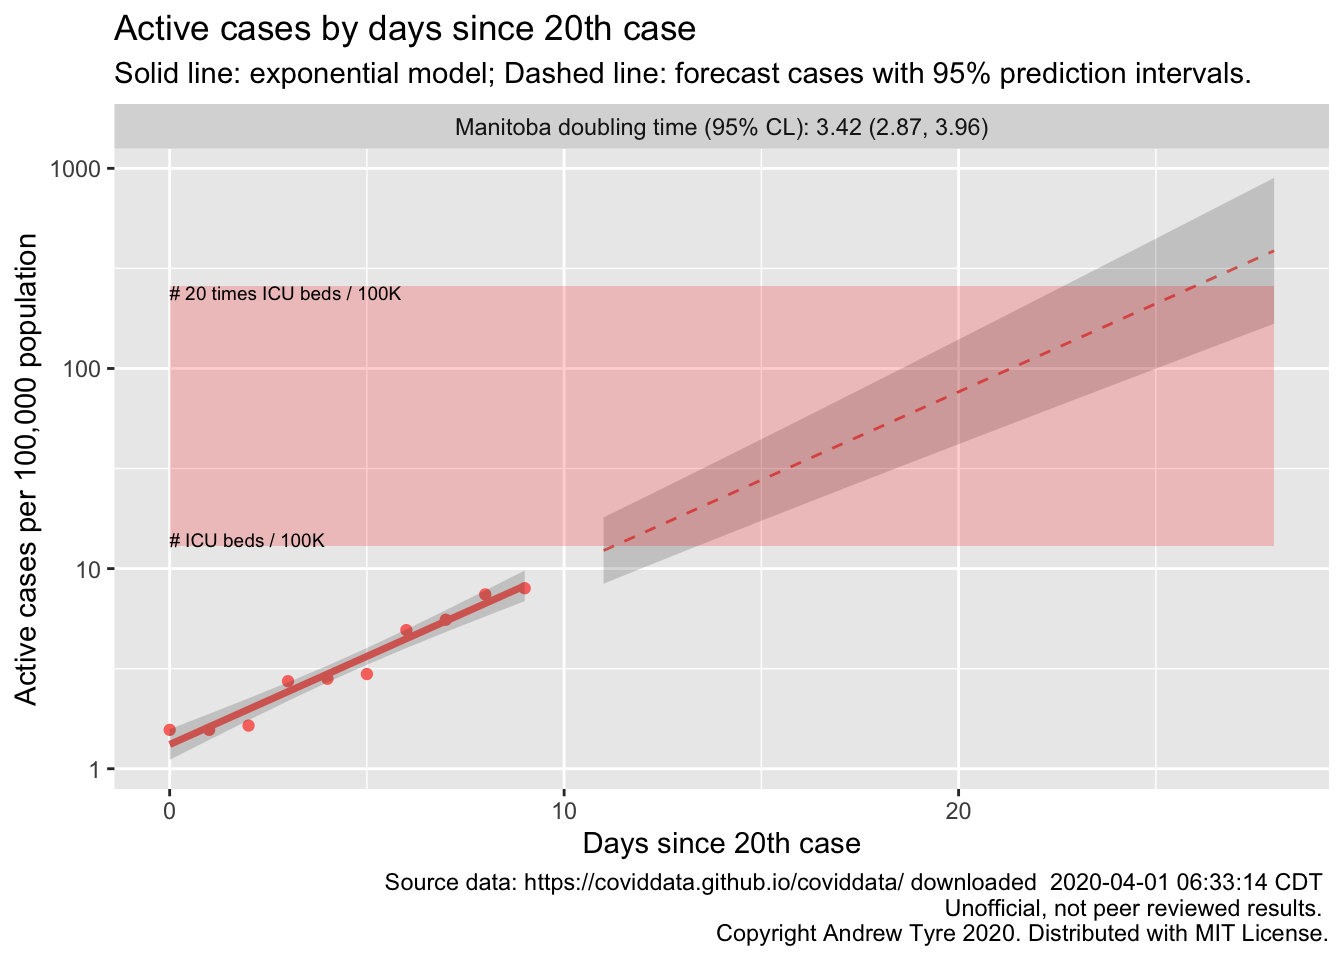 Active cases by days since 20th case
Solid line: exponential model; Dashed line: forecast cases with 95% prediction intervals.
Manitoba doubling time (95% CL): 3.42 (2.87, 3.96)
Active cases per 100,000 population
1000
100
10
1
# 20 times ICU beds / 100K
# ICU beds / 100K
0
10
20
Days since 20th case
Source data: https://coviddata.github.io/coviddata/ downloaded  2020-04-01 06:33:14 CDT
Unofficial, not peer reviewed results.
Copyright Andrew Tyre 2020. Distributed with MIT License.